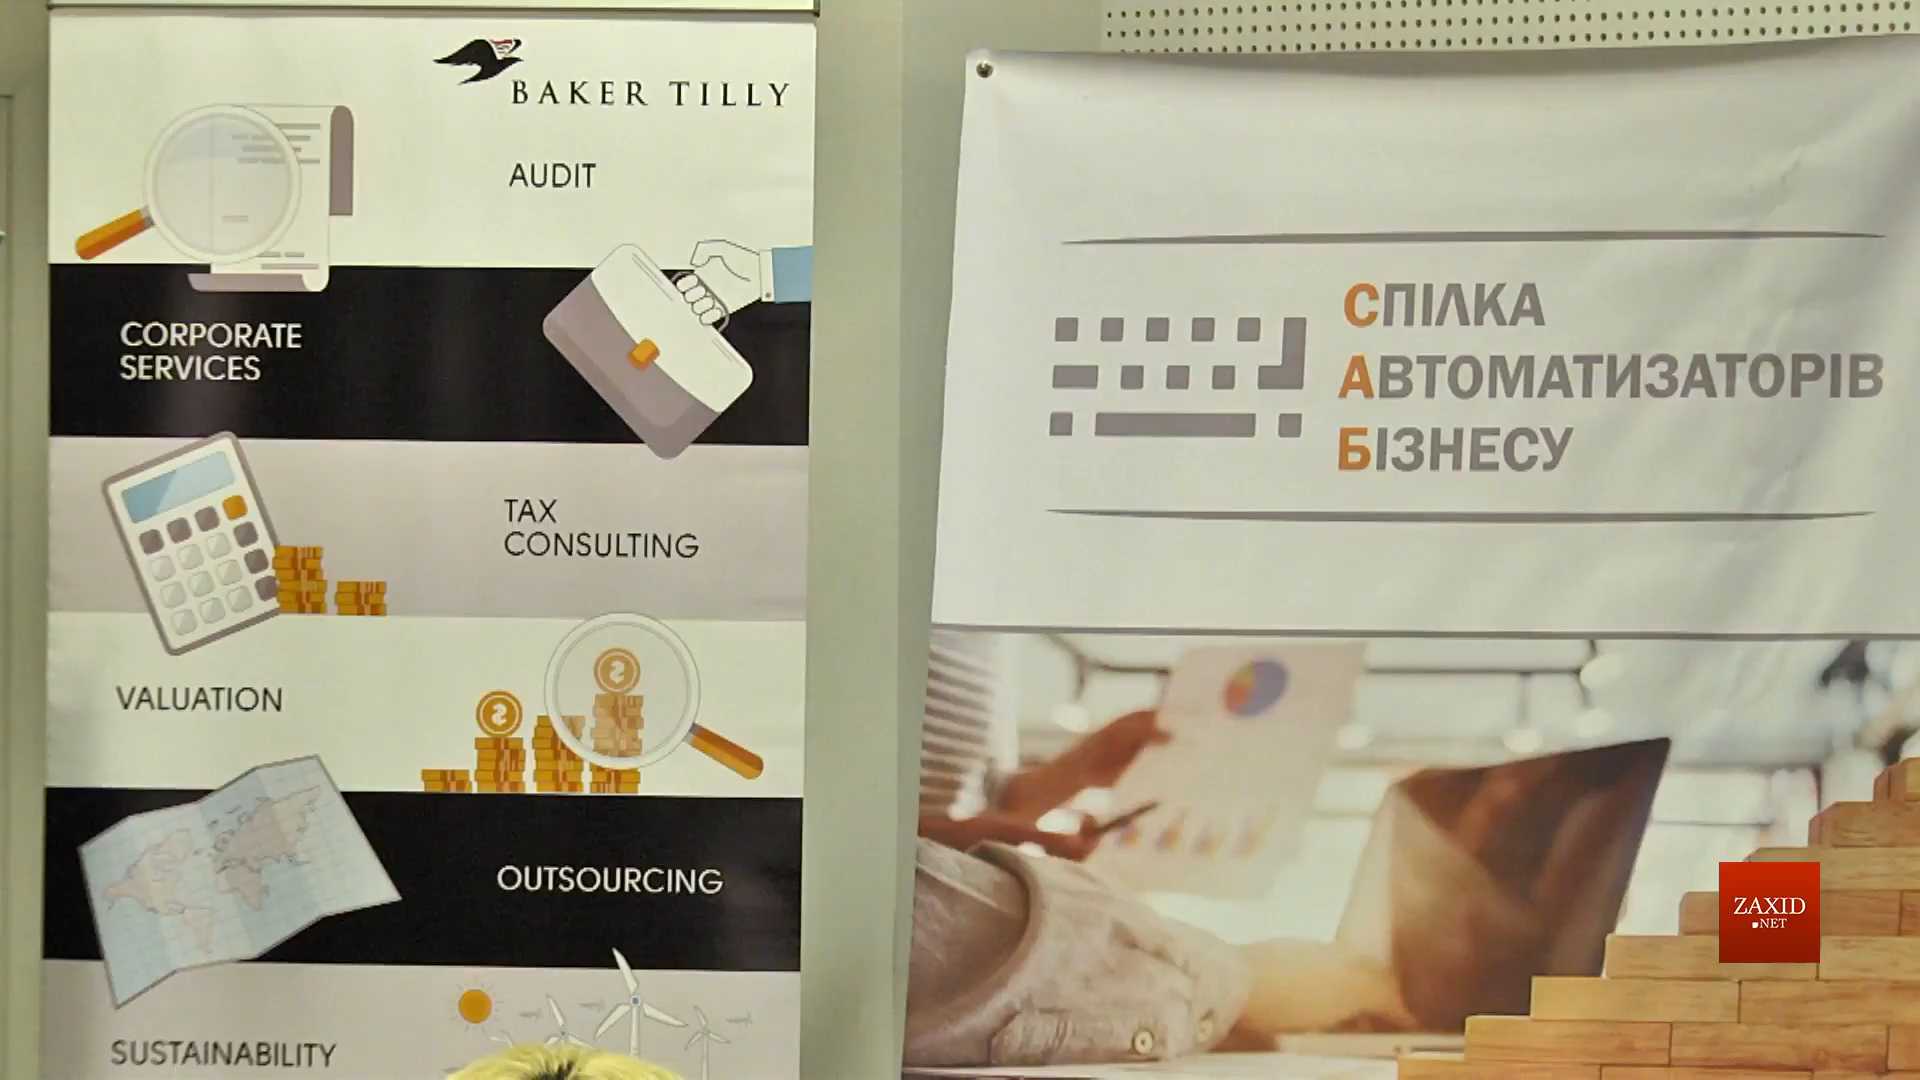 BAKER TILLY
AUDIT
CORPORATE
SERVICES
TAX
CONSULTING
VALUATION
OUTSOURCING
SUSTAINABILITY
СПІЛКА
АВТОМАТИЗАТОРІВ
БІЗНЕСУ
ZAXID
.NET